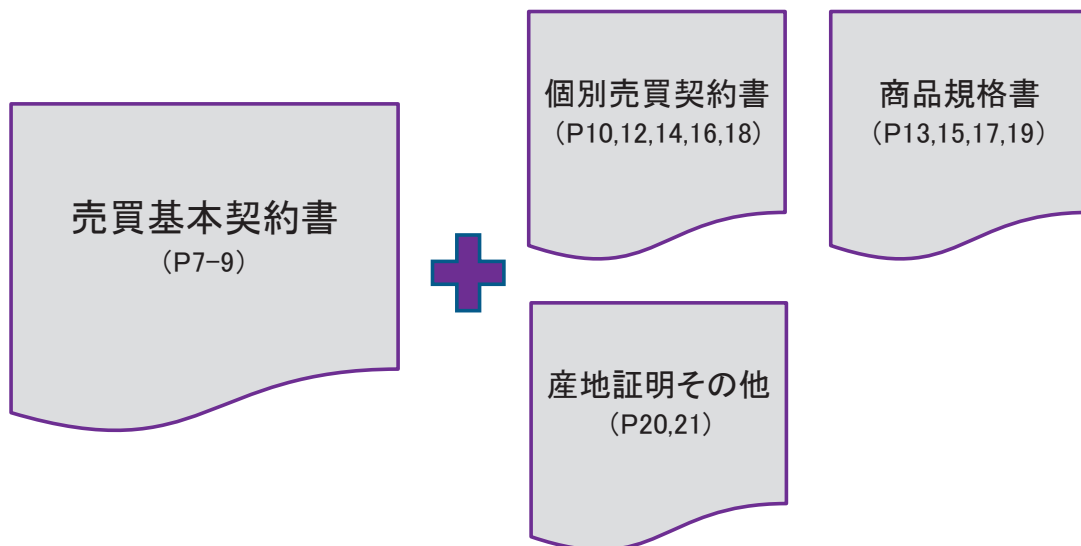 売買基本契約書
（P7-9）
個別売買契約書
（P10,12,14,16,18）
商品規格書
（P13,15,17,19）
産地証明その他
（P20,21）